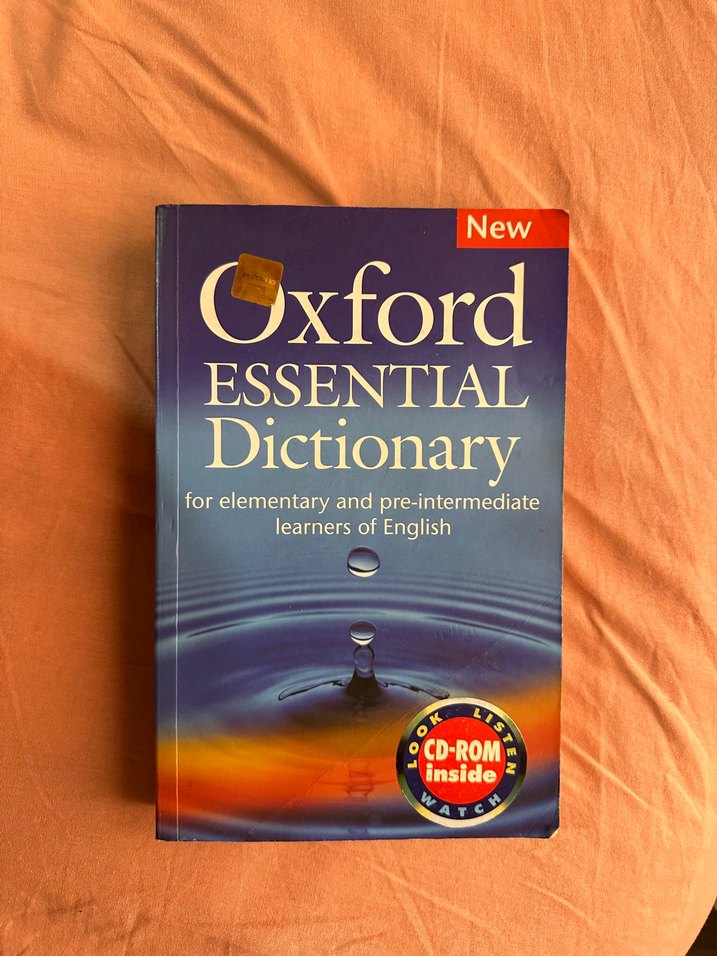 New
Oxford
ESSENTIAL
Dictionary
for elementary and pre-intermediate
learners of English
LOOK LISTEN
CD-ROM
inside
WATCH